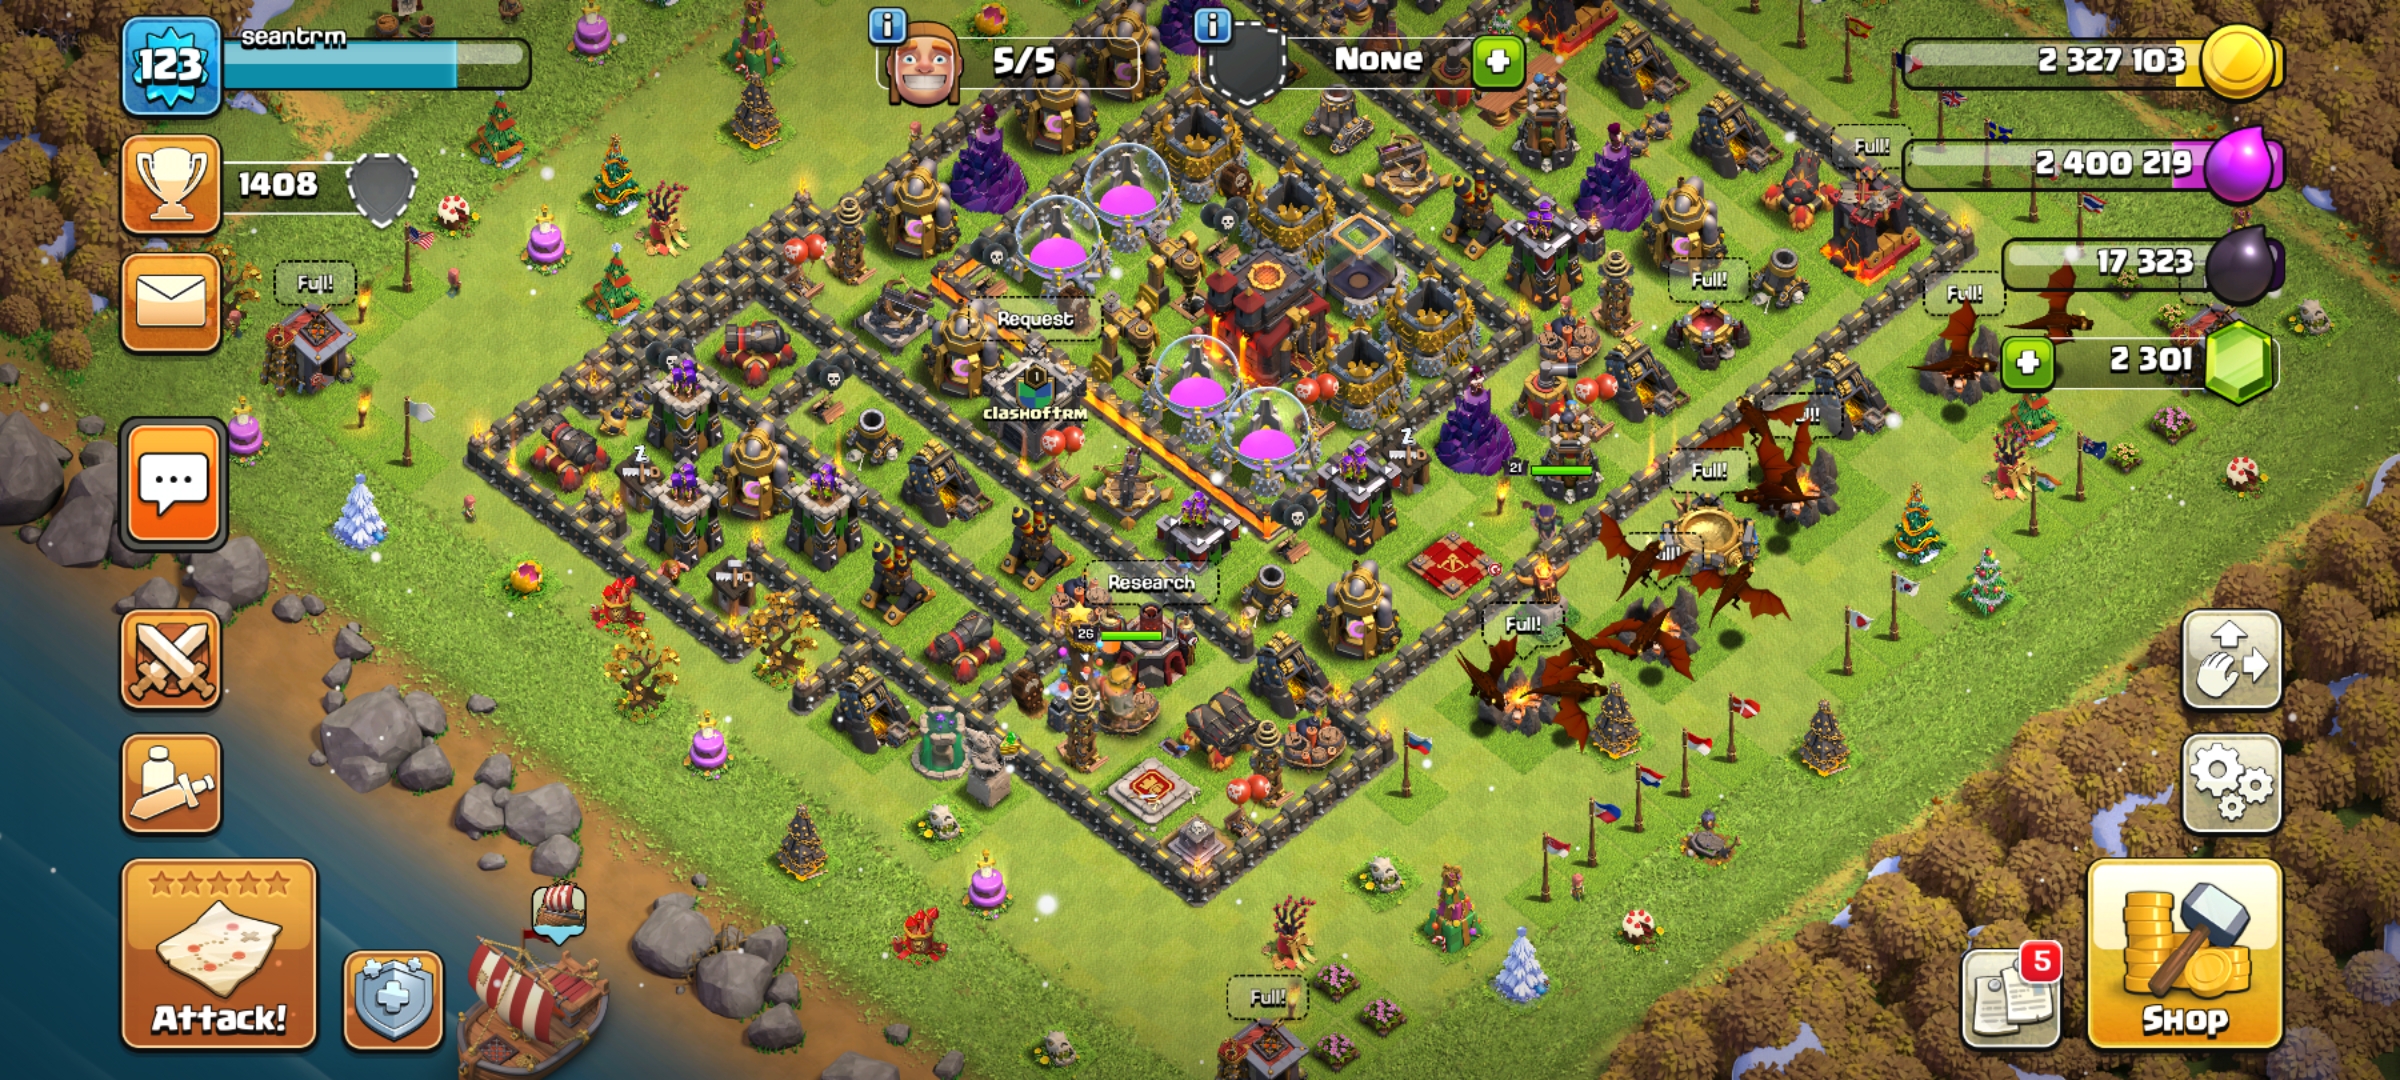 seantrm
123
5/5
None
2 327 103
1408
Full!
2 400 219
Full!
Full!
Full!
17 323
Request
2 301
1
clashoftrm
Z
Z
21
Full!
Research
26
Full!
Full!
5
Attack!
Shop